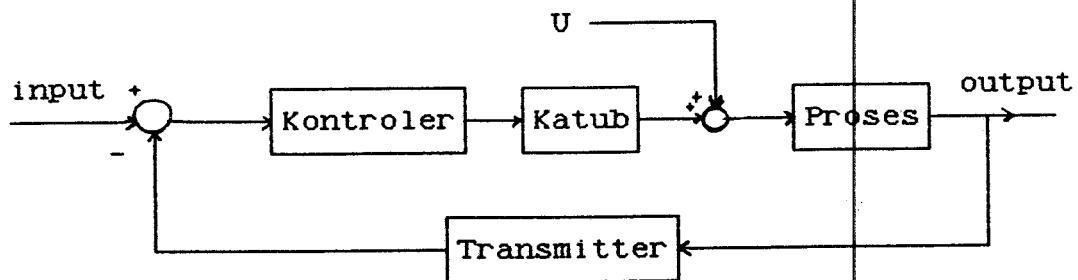 U
input +
output
Kontroler
Katub
++
Proses
-
Transmitter